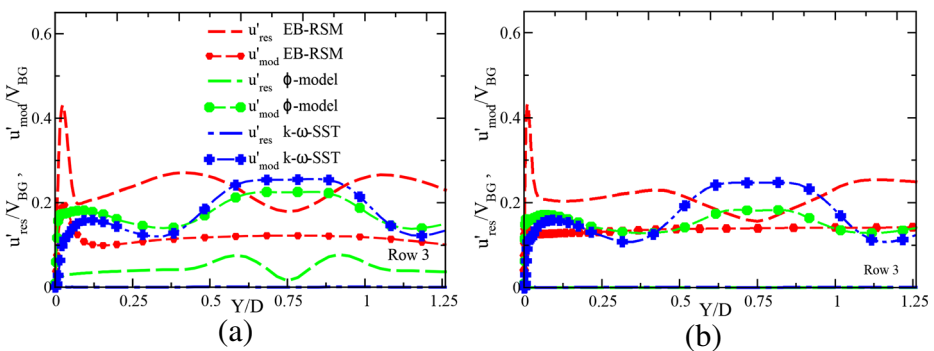 0.6
0.4
0.2
0
u'res/VBG , u'mod/VBG
u'res EB-RSM
u'mod EB-RSM
u'res ϕ-model
u'mod ϕ-model
u'res k-ω-SST
u'mod k-ω-SST
Row 3
0 0.25 0.5 0.75 1 1.25
Y/D
(a)
0.6
0.4
0.2
0
u'res/VBG , u'mod/VBG
Row 3
0 0.25 0.5 0.75 1 1.25
Y/D
(b)